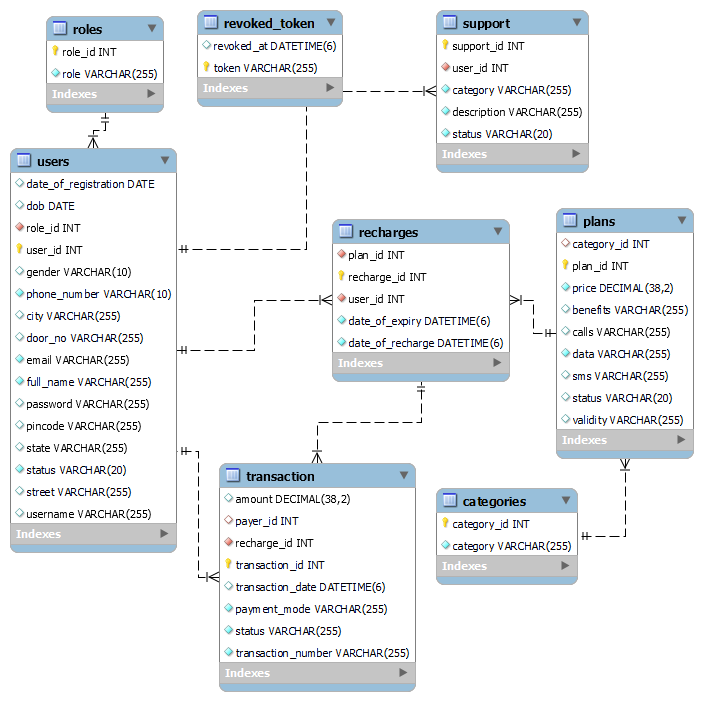 roles
role_id INT
role VARCHAR(255)
Indexes
revoked_token
revoked_at DATETIME(6)
token VARCHAR(255)
Indexes
support
support_id INT
user_id INT
category VARCHAR(255)
description VARCHAR(255)
status VARCHAR(20)
Indexes
users
date_of_registration DATE
dob DATE
role_id INT
user_id INT
gender VARCHAR(10)
phone_number VARCHAR(10)
city VARCHAR(255)
door_no VARCHAR(255)
email VARCHAR(255)
full_name VARCHAR(255)
password VARCHAR(255)
pincode VARCHAR(255)
state VARCHAR(255)
status VARCHAR(20)
street VARCHAR(255)
username VARCHAR(255)
Indexes
recharges
plan_id INT
recharge_id INT
user_id INT
date_of_expiry DATETIME(6)
date_of_recharge DATETIME(6)
Indexes
plans
category_id INT
plan_id INT
price DECIMAL(38,2)
benefits VARCHAR(255)
calls VARCHAR(255)
data VARCHAR(255)
sms VARCHAR(255)
status VARCHAR(20)
validity VARCHAR(255)
Indexes
transaction
amount DECIMAL(38,2)
payer_id INT
recharge_id INT
transaction_id INT
transaction_date DATETIME(6)
payment_mode VARCHAR(255)
status VARCHAR(255)
transaction_number VARCHAR(255)
Indexes
categories
category_id INT
category VARCHAR(255)
Indexes